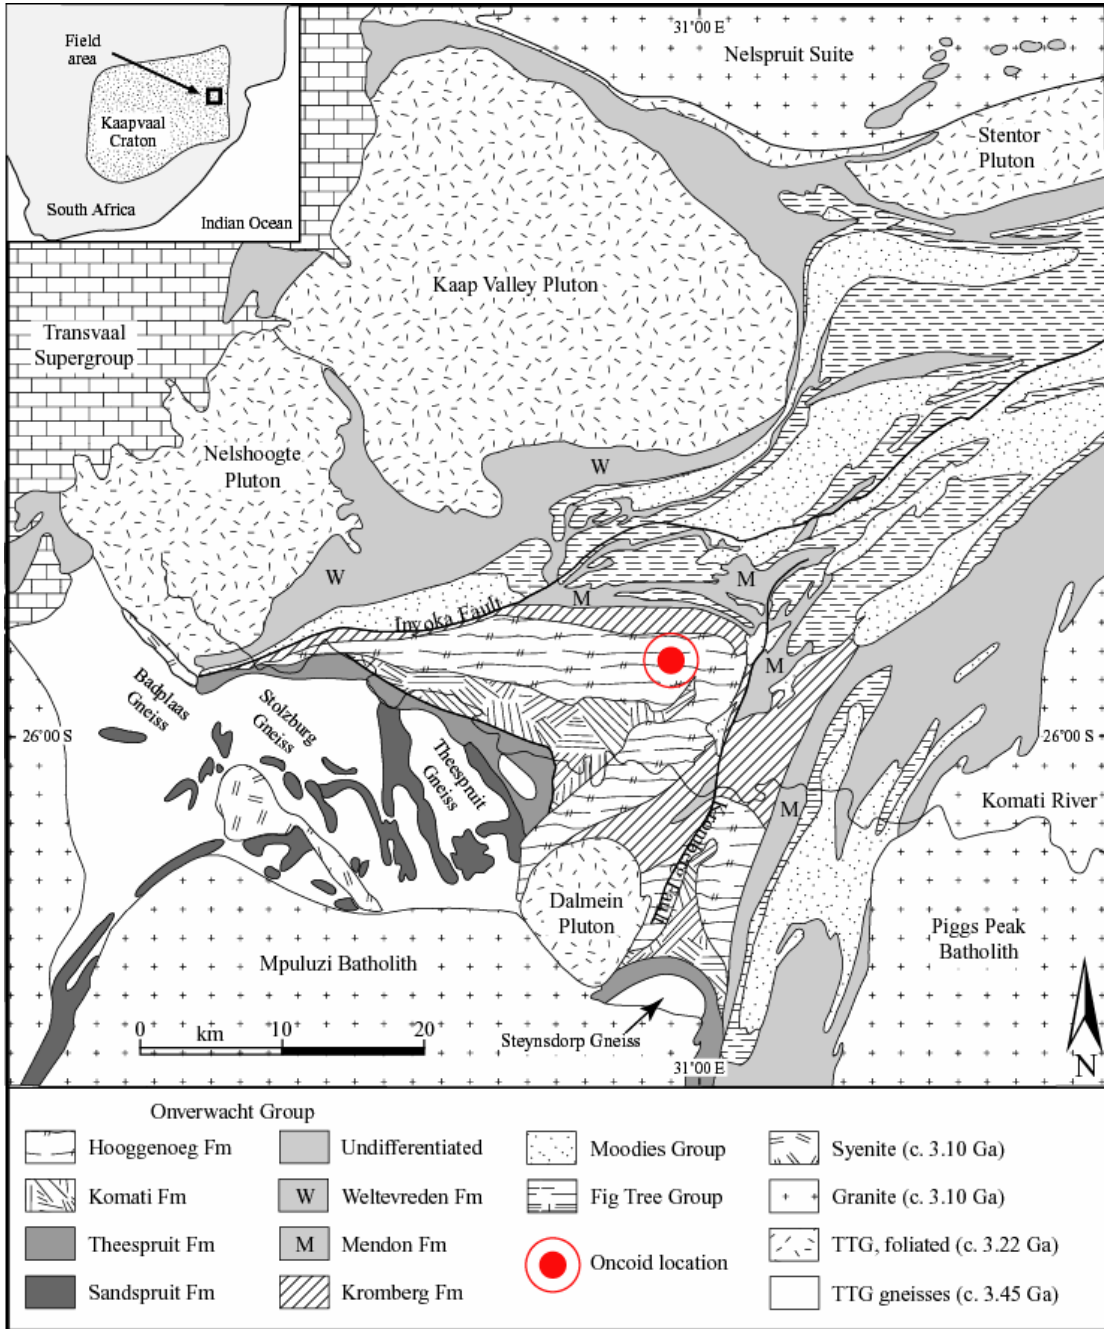 31°00 E
Field
area
Kaapvaal
Craton
South Africa
Indian Ocean
Nelspruit Suite
Stentor
Pluton
Kaap Valley Pluton
Transvaal
Supergroup
Nelshoogte
Pluton
W
W
M
M
Inyoka Fault
M
Badplaas
Gneiss
Stolzburg
Gneiss
Theespruit
Gneiss
26°00 S
26°00 S
Komati River
M
Kromberg Fault
Dalmein
Pluton
Piggs Peak
Batholith
Mpuluzi Batholith
0 km 10 20
Steynsdorp Gneiss
31°00 E
N
Onverwacht Group
Hooggenoeg Fm
Komati Fm
Theespruit Fm
Sandspruit Fm
Undifferentiated
W Weltevreden Fm
M Mendon Fm
Kromberg Fm
Moodies Group
Fig Tree Group
Oncoid location
Syenite (c. 3.10 Ga)
Granite (c. 3.10 Ga)
TTG, foliated (c. 3.22 Ga)
TTG gneisses (c. 3.45 Ga)